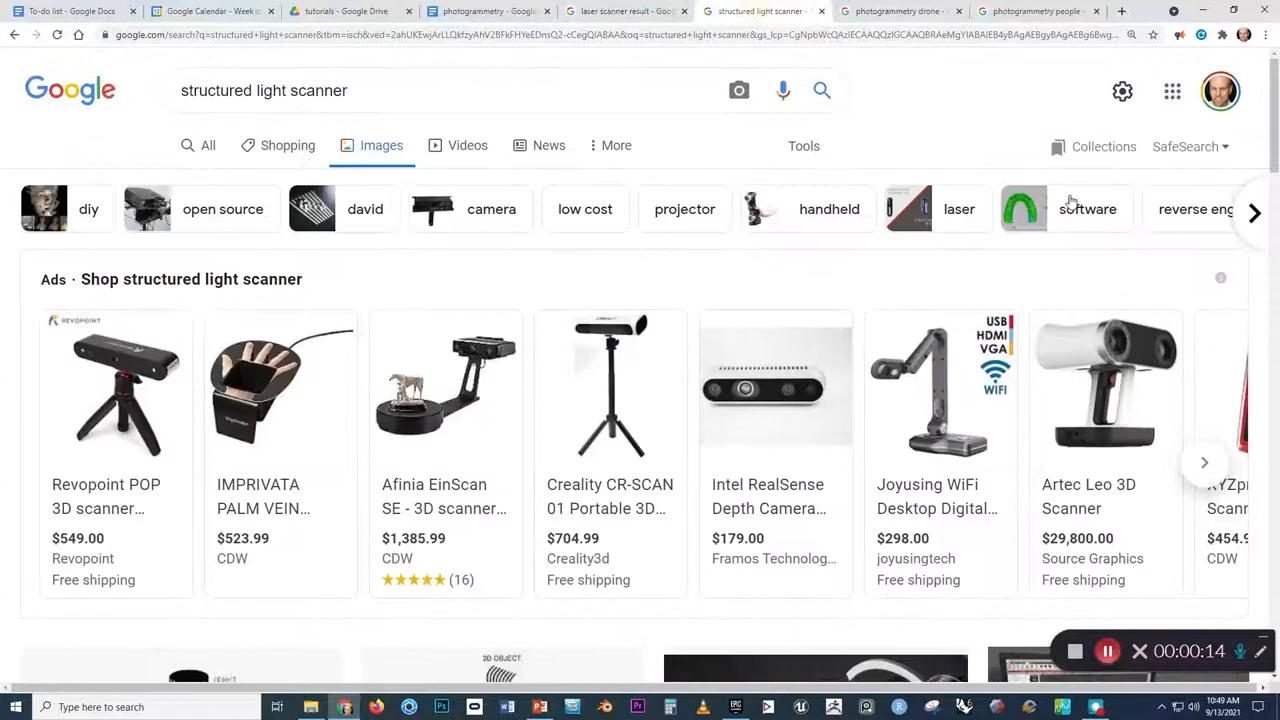 To-do list - Google Docs
Google Calendar - Week o
tutorials - Google Drive
photogrammetry - Google
laser scanner result - Goog
structured light scanner -
photogrammetry drone -
photogrammetry people -
google.com/search?q=structured+light+scanner&tbm=isch&ved=
Google
structured light scanner
All
Shopping
Images
Videos
News
More
Tools
Collections
SafeSearch
diy
open source
david
camera
low cost
projector
handheld
laser
software
reverse eng
Ads · Shop structured light scanner
REVOPOINT
USB
HDMI
VGA
WiFi
Revopoint POP
3D scanner…
$549.00
Revopoint
Free shipping
IMPRIVATA
PALM VEIN…
$523.99
CDW
Afinia EinScan
SE - 3D scanner…
$1,385.99
CDW
(16)
Creality CR-SCAN
01 Portable 3D…
$704.99
Creality3d
Free shipping
Intel RealSense
Depth Camera…
$179.00
Framos Technolog…
Joyusing WiFi
Desktop Digital…
$298.00
joyusingtech
Free shipping
Artec Leo 3D
Scanner
$29,800.00
Source Graphics
Free shipping
XYZpr
Scann
$454.9
CDW
object
3D OBJECT
00:00:14
Type here to search
10:49 AM
9/13/2021